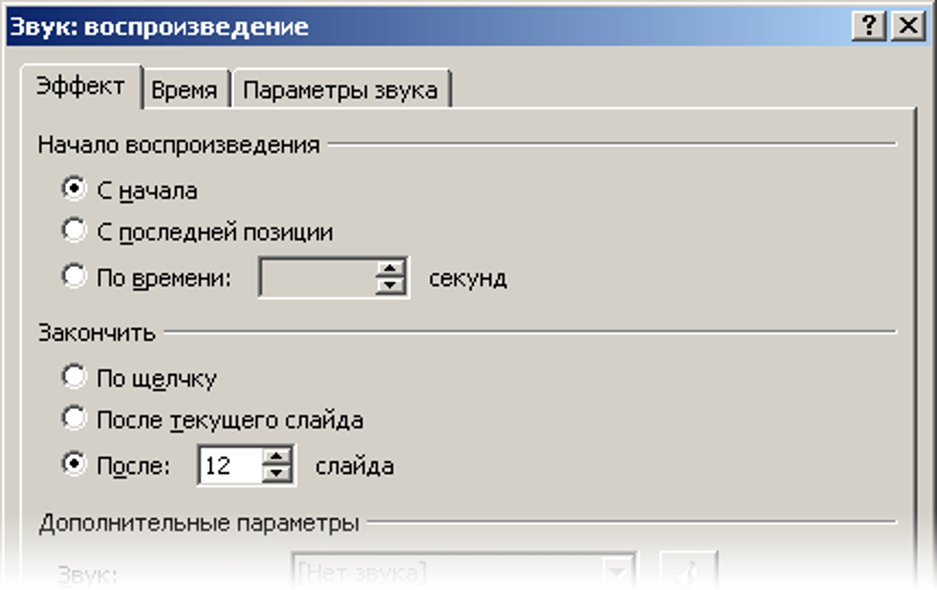 Звук: воспроизведение
Эффект Время Параметры звука
Начало воспроизведения
С начала
С последней позиции
По времени: секунд
Закончить
По щелчку
После текущего слайда
После: 12 слайда
Дополнительные параметры
Звук: [Нет звука]